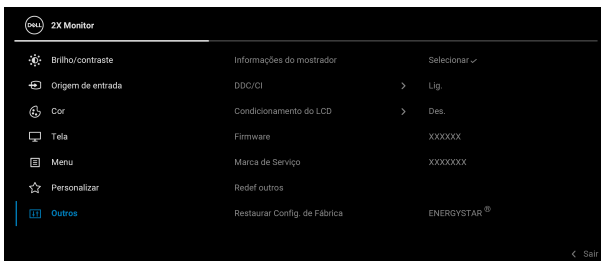 DELL 2X Monitor
Brilho/contraste Informações do mostrador Selecionar
Origem de entrada DDC/CI > Lig.
Cor Condicionamento do LCD > Des.
Tela Firmware XXXXXX
Menu Marca de Serviço XXXXXXX
Personalizar Redef outros
Outros Restaurar Config. de Fábrica ENERGYSTAR ®
< Sair